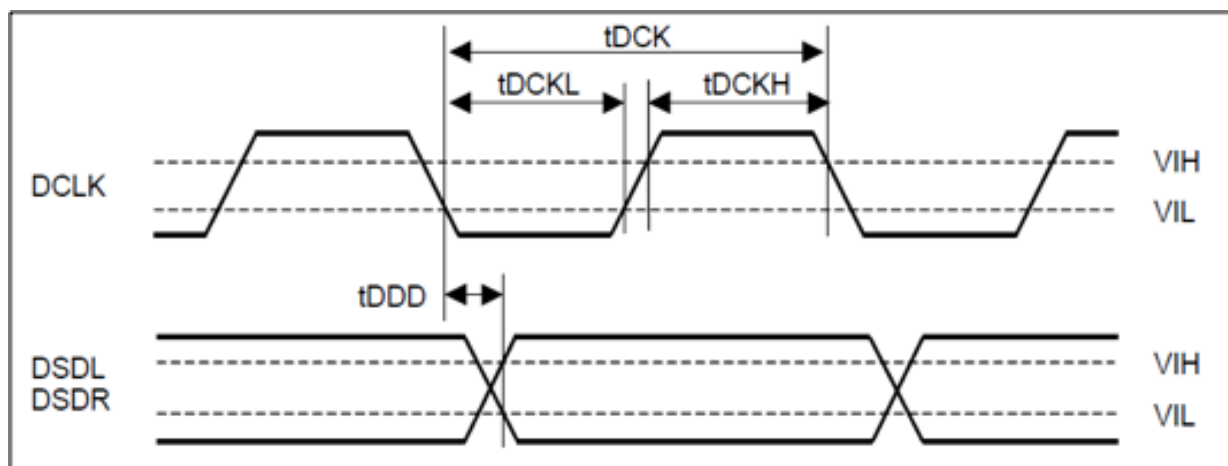 tDCK
tDCKL
tDCKH
DCLK
VIH
VIL
tDDD
DSDL
DSDR
VIH
VIL